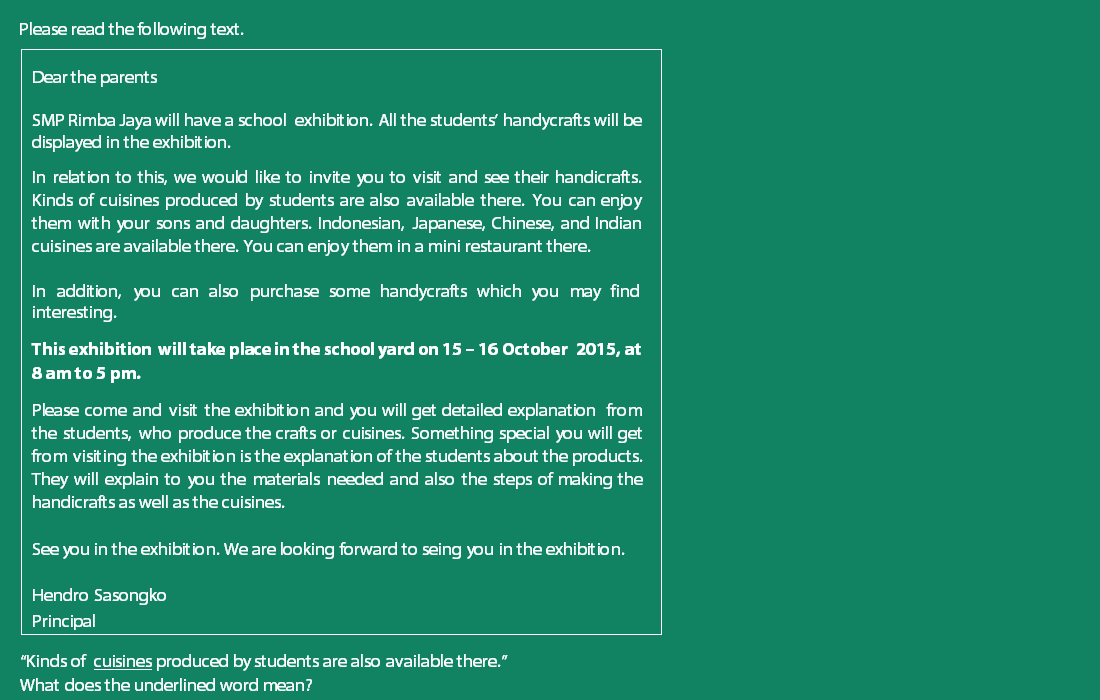 Please read the following text.
Dear the parents
SMP Rimba Jaya will have a school exhibition. All the students’ handycrafts will be
displayed in the exhibition.
In relation to this, we would like to invite you to visit and see their handicrafts.
Kinds of cuisines produced by students are also available there. You can enjoy
them with your sons and daughters. Indonesian, Japanese, Chinese, and Indian
cuisines are available there. You can enjoy them in a mini restaurant there.
In addition, you can also purchase some handycrafts which you may find
interesting.
This exhibition will take place in the school yard on 15 – 16 October 2015, at
8 am to 5 pm.
Please come and visit the exhibition and you will get detailed explanation from
the students, who produce the crafts or cuisines. Something special you will get
from visiting the exhibition is the explanation of the students about the products.
They will explain to you the materials needed and also the steps of making the
handicrafts as well as the cuisines.
See you in the exhibition. We are looking forward to seing you in the exhibition.
Hendro Sasongko
Principal
“Kinds of cuisines produced by students are also available there.”
What does the underlined word mean?